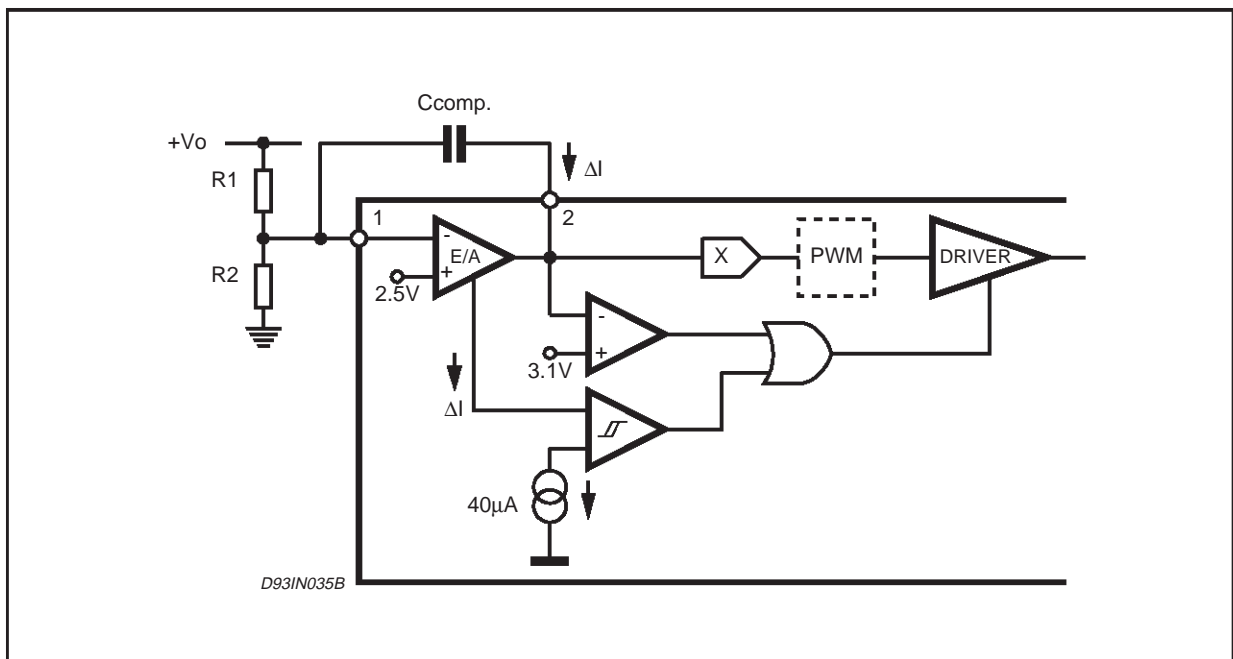 Ccomp.
+Vo
ΔI
R1
1
2
-
E/A
+
X
PWM
DRIVER
R2
2.5V
-
+
3.1V
ΔI
40µA
D93IN035B